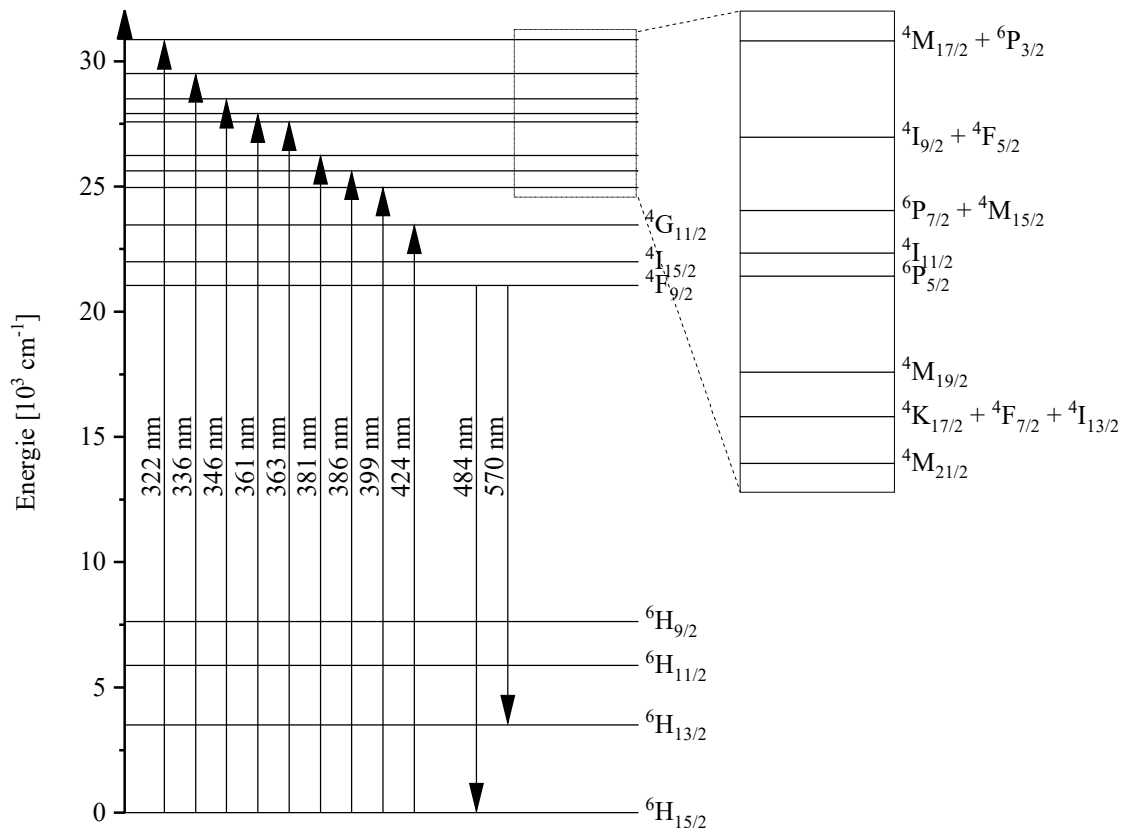 Energie [10³ cm⁻¹]
30
25
20
15
10
5
0
322 nm
336 nm
346 nm
361 nm
363 nm
381 nm
386 nm
399 nm
424 nm
484 nm
570 nm
⁴G₁₁/₂
⁴I₁₅/₂
⁴F₉/₂
⁶H₉/₂
⁶H₁₁/₂
⁶H₁₃/₂
⁶H₁₅/₂
⁴M₁₇/₂ + ⁶P₃/₂
⁴I₉/₂ + ⁴F₅/₂
⁶P₇/₂ + ⁴M₁₅/₂
⁴I₁₁/₂
⁶P₅/₂
⁴M₁₉/₂
⁴K₁₇/₂ + ⁴F₇/₂ + ⁴I₁₃/₂
⁴M₂₁/₂